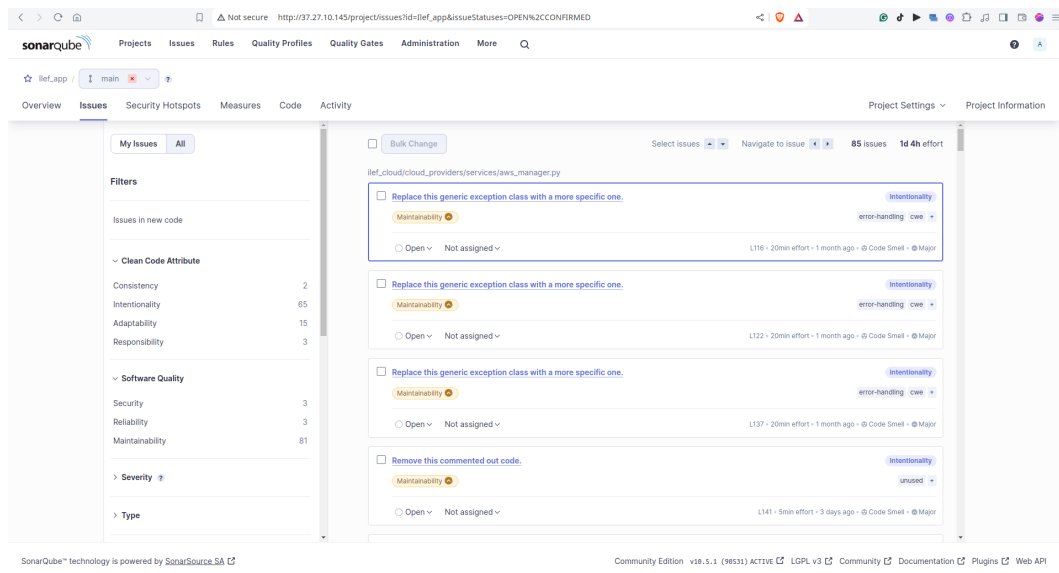 Not secure http://37.27.10.145/project/issues?id=llef_app&issueStatuses=OPEN%2CCONFIRMED
sonarqube Projects Issues Rules Quality Profiles Quality Gates Administration More A
llef_app / main ?
Overview Issues Security Hotspots Measures Code Activity Project Settings Project Information
My Issues All
Filters
Issues in new code
Clean Code Attribute
Consistency 2
Intentionality 65
Adaptability 15
Responsibility 3
Software Quality
Security 3
Reliability 3
Maintainability 81
Severity ?
Type
Bulk Change Select issues Navigate to issue 85 issues 1d 4h effort
ilef_cloud/cloud_providers/services/aws_manager.py
Replace this generic exception class with a more specific one. Intentionality
Maintainability error-handling cwe +
Open Not assigned L116 • 20min effort • 1 month ago • Code Smell • Major
Replace this generic exception class with a more specific one. Intentionality
Maintainability error-handling cwe +
Open Not assigned L122 • 20min effort • 1 month ago • Code Smell • Major
Replace this generic exception class with a more specific one. Intentionality
Maintainability error-handling cwe +
Open Not assigned L137 • 20min effort • 1 month ago • Code Smell • Major
Remove this commented out code. Intentionality
Maintainability unused +
Open Not assigned L141 • 5min effort • 3 days ago • Code Smell • Major
SonarQube™ technology is powered by SonarSource SA Community Edition v10.5.1 (90531) ACTIVE LGPL v3 Community Documentation Plugins Web API